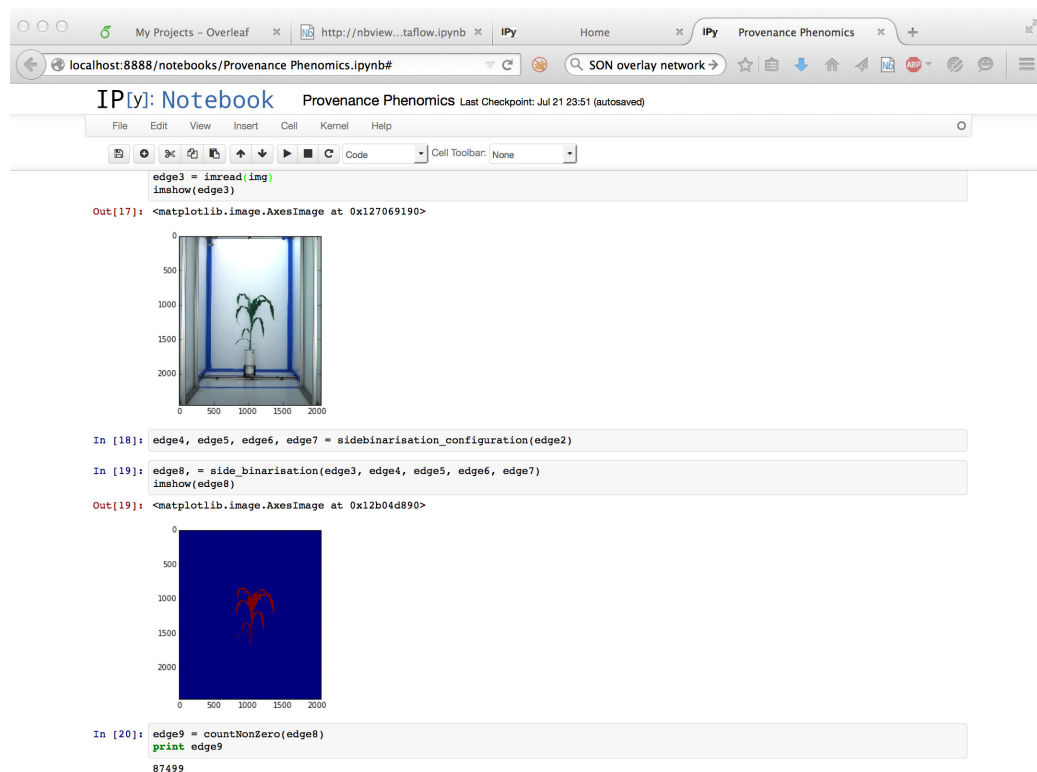 My Projects – Overleaf
http://nbview...taflow.ipynb
IPy
Home
IPy
Provenance Phenomics
localhost:8888/notebooks/Provenance Phenomics.ipynb#
SON overlay network
ABP
IP[y]: Notebook
Provenance Phenomics Last Checkpoint: Jul 21 23:51 (autosaved)
File Edit View Insert Cell Kernel Help
Code
Cell Toolbar: None
edge3 = imread(img)
imshow(edge3)
Out[17]: <matplotlib.image.AxesImage at 0x127069190>
0
500
1000
1500
2000
0 500 1000 1500 2000
In [18]: edge4, edge5, edge6, edge7 = sidebinarisation_configuration(edge2)
In [19]: edge8, = side_binarisation(edge3, edge4, edge5, edge6, edge7)
imshow(edge8)
Out[19]: <matplotlib.image.AxesImage at 0x12b04d890>
0
500
1000
1500
2000
0 500 1000 1500 2000
In [20]: edge9 = countNonZero(edge8)
print edge9
87499